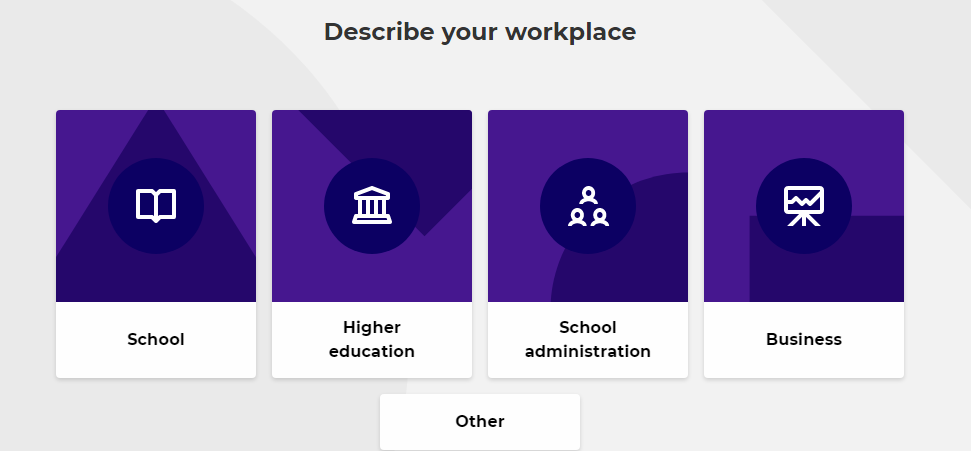 Describe your workplace
School
Higher
education
School
administration
Business
Other